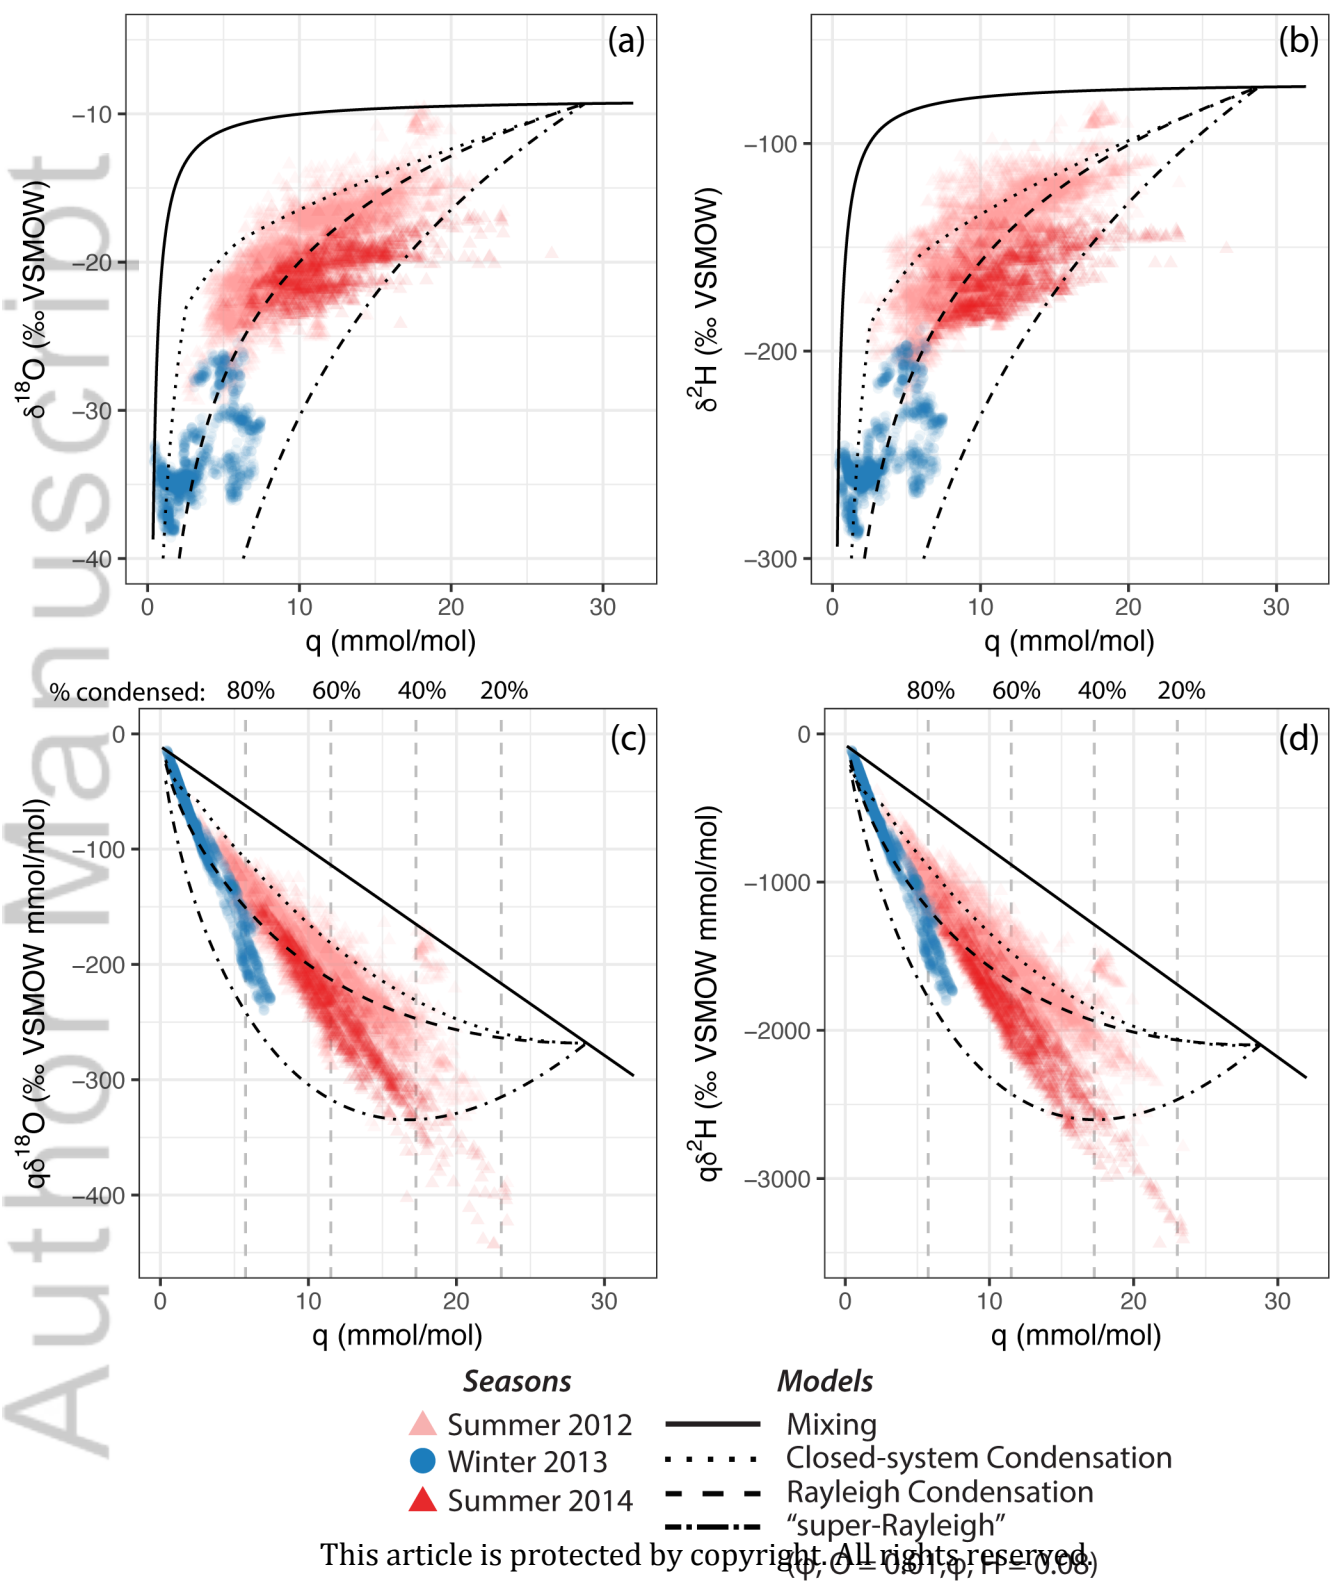 (a)
(b)
δ18O (‰ VSMOW)
−10
−20
−30
−40
0
10
20
30
q (mmol/mol)
δ2H (‰ VSMOW)
−100
−200
−300
0
10
20
30
q (mmol/mol)
% condensed: 80% 60% 40% 20%
80% 60% 40% 20%
(c)
(d)
qδ18O (‰ VSMOW mmol/mol)
0
−100
−200
−300
−400
0
10
20
30
q (mmol/mol)
qδ2H (‰ VSMOW mmol/mol)
0
−1000
−2000
−3000
0
10
20
30
q (mmol/mol)
Seasons
Summer 2012
Winter 2013
Summer 2014
Models
Mixing
Closed-system Condensation
Rayleigh Condensation
“super-Rayleigh”
(φ, O = 0.01,φ, H = 0.08)
This article is protected by copyright. All rights reserved.
Author Manuscript